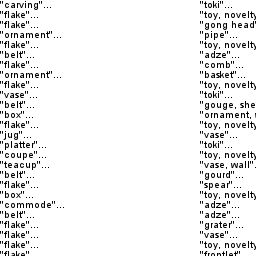 "carving"... "toki"...
"flake"... "toy, novelty
"flake"... "gong head"
"ornament"... "pipe"...
"flake"... "toy, novelty
"belt"... "adze"...
"flake"... "comb"...
"ornament"... "basket"...
"flake"... "toy, novelty
"vase"... "toki"...
"belt"... "gouge, she
"box"... "ornament,
"flake"... "toy, novelty
"jug"... "vase"...
"platter"... "toki"...
"coupe"... "toy, novelty
"teacup"... "vase, wall"
"belt"... "gourd"...
"flake"... "spear"...
"box"... "toy, novelty
"commode"... "adze"...
"belt"... "adze"...
"flake"... "grater"...
"flake"... "vase"...
"flake"... "toy, novelty
"flake"... "frontlet"